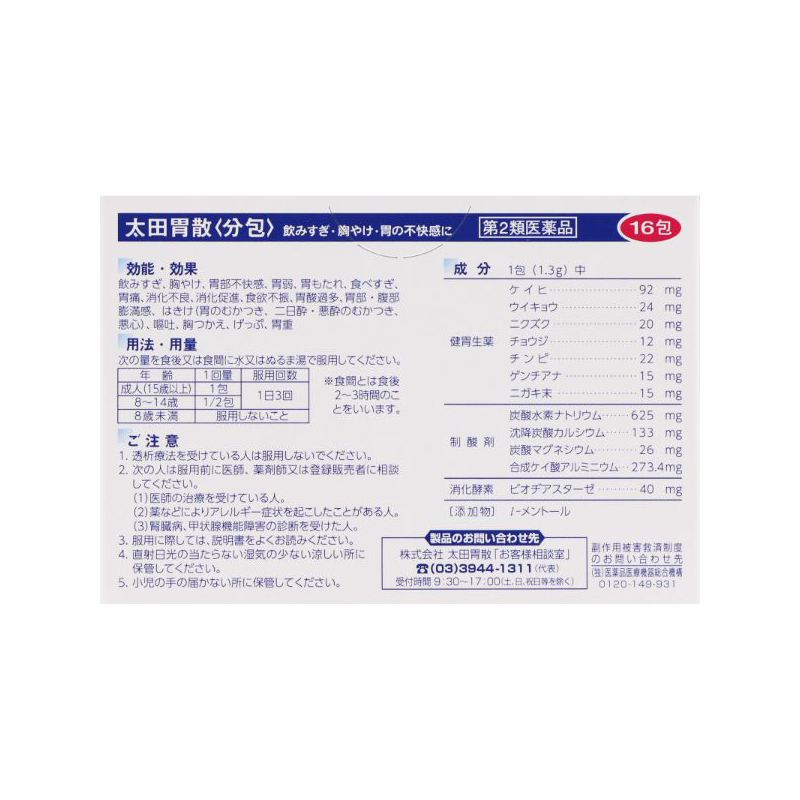 太田胃散〈分包〉 飲みすぎ・胸やけ・胃の不快感に 第2類医薬品 16包
効能・効果
飲みすぎ、胸やけ、胃部不快感、胃弱、胃もたれ、食べすぎ、
胃痛、消化不良、消化促進、食欲不振、胃酸過多、胃部・腹部
膨満感、はきけ(胃のむかつき、二日酔・悪酔のむかつき、
悪心)、嘔吐、胸つかえ、げっぷ、胃重
用法・用量
次の量を食後又は食間に水又はぬるま湯で服用してください。
年齢 1回量 服用回数
成人(15歳以上) 1包 1日3回
8〜14歳 1/2包
8歳未満 服用しないこと
※食間とは食後
2〜3時間のこ
とをいいます。
ご注意
1. 透析療法を受けている人は服用しないでください。
2. 次の人は服用前に医師、薬剤師又は登録販売者に相談
してください。
(1)医師の治療を受けている人。
(2)薬などによりアレルギー症状を起こしたことがある人。
(3)腎臓病、甲状腺機能障害の診断を受けた人。
3. 服用に際しては、説明書をよくお読みください。
4. 直射日光の当たらない湿気の少ない涼しい所に
保管してください。
5. 小児の手の届かない所に保管してください。
成分 1包(1.3g)中
健胃生薬
ケイヒ 92 mg
ウイキョウ 24 mg
ニクズク 20 mg
チョウジ 12 mg
チンピ 22 mg
ゲンチアナ 15 mg
ニガキ末 15 mg
制酸剤
炭酸水素ナトリウム 625 mg
沈降炭酸カルシウム 133 mg
炭酸マグネシウム 26 mg
合成ケイ酸アルミニウム 273.4mg
消化酵素 ビオヂアスターゼ 40 mg
〔添加物〕 l-メントール
製品のお問い合わせ先
株式会社 太田胃散「お客様相談室」
☎(03)3944-1311(代表)
受付時間 9:30〜17:00(土、日、祝日等を除く)
副作用被害救済制度
のお問い合わせ先
(独)医薬品医療機器総合機構
0120-149-931